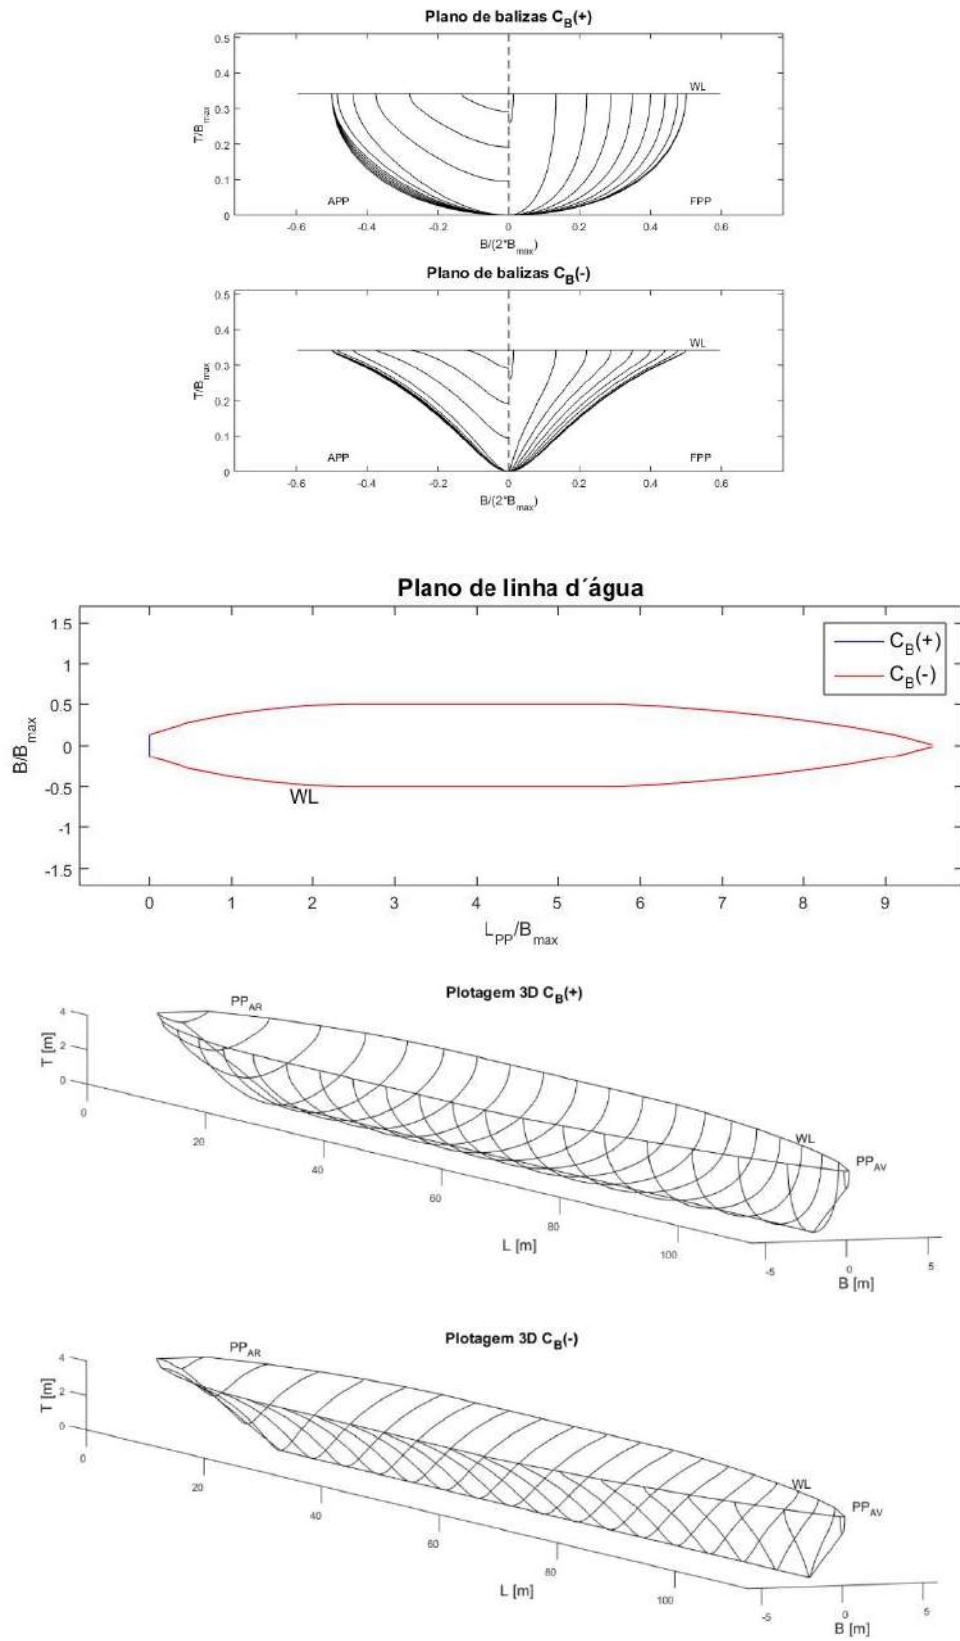 Plano de balizas C_B(+)
0.5
0.4
0.3
0.2
0.1
0
T/B_max
WL
APP
FPP
-0.6 -0.4 -0.2 0 0.2 0.4 0.6
B/(2*B_max)
Plano de balizas C_B(-)
0.5
0.4
0.3
0.2
0.1
0
T/B_max
WL
APP
FPP
-0.6 -0.4 -0.2 0 0.2 0.4 0.6
B/(2*B_max)
Plano de linha d´água
1.5
1
0.5
0
-0.5
-1
-1.5
B/B_max
C_B(+)
C_B(-)
WL
0 1 2 3 4 5 6 7 8 9
L_PP/B_max
Plotagem 3D C_B(+)
PP_AR
4
2
0
T [m]
0
20
40
60
80
100
L [m]
WL
PP_AV
-5 0 5
B [m]
Plotagem 3D C_B(-)
PP_AR
4
2
0
T [m]
0
20
40
60
80
100
L [m]
WL
PP_AV
-5 0 5
B [m]